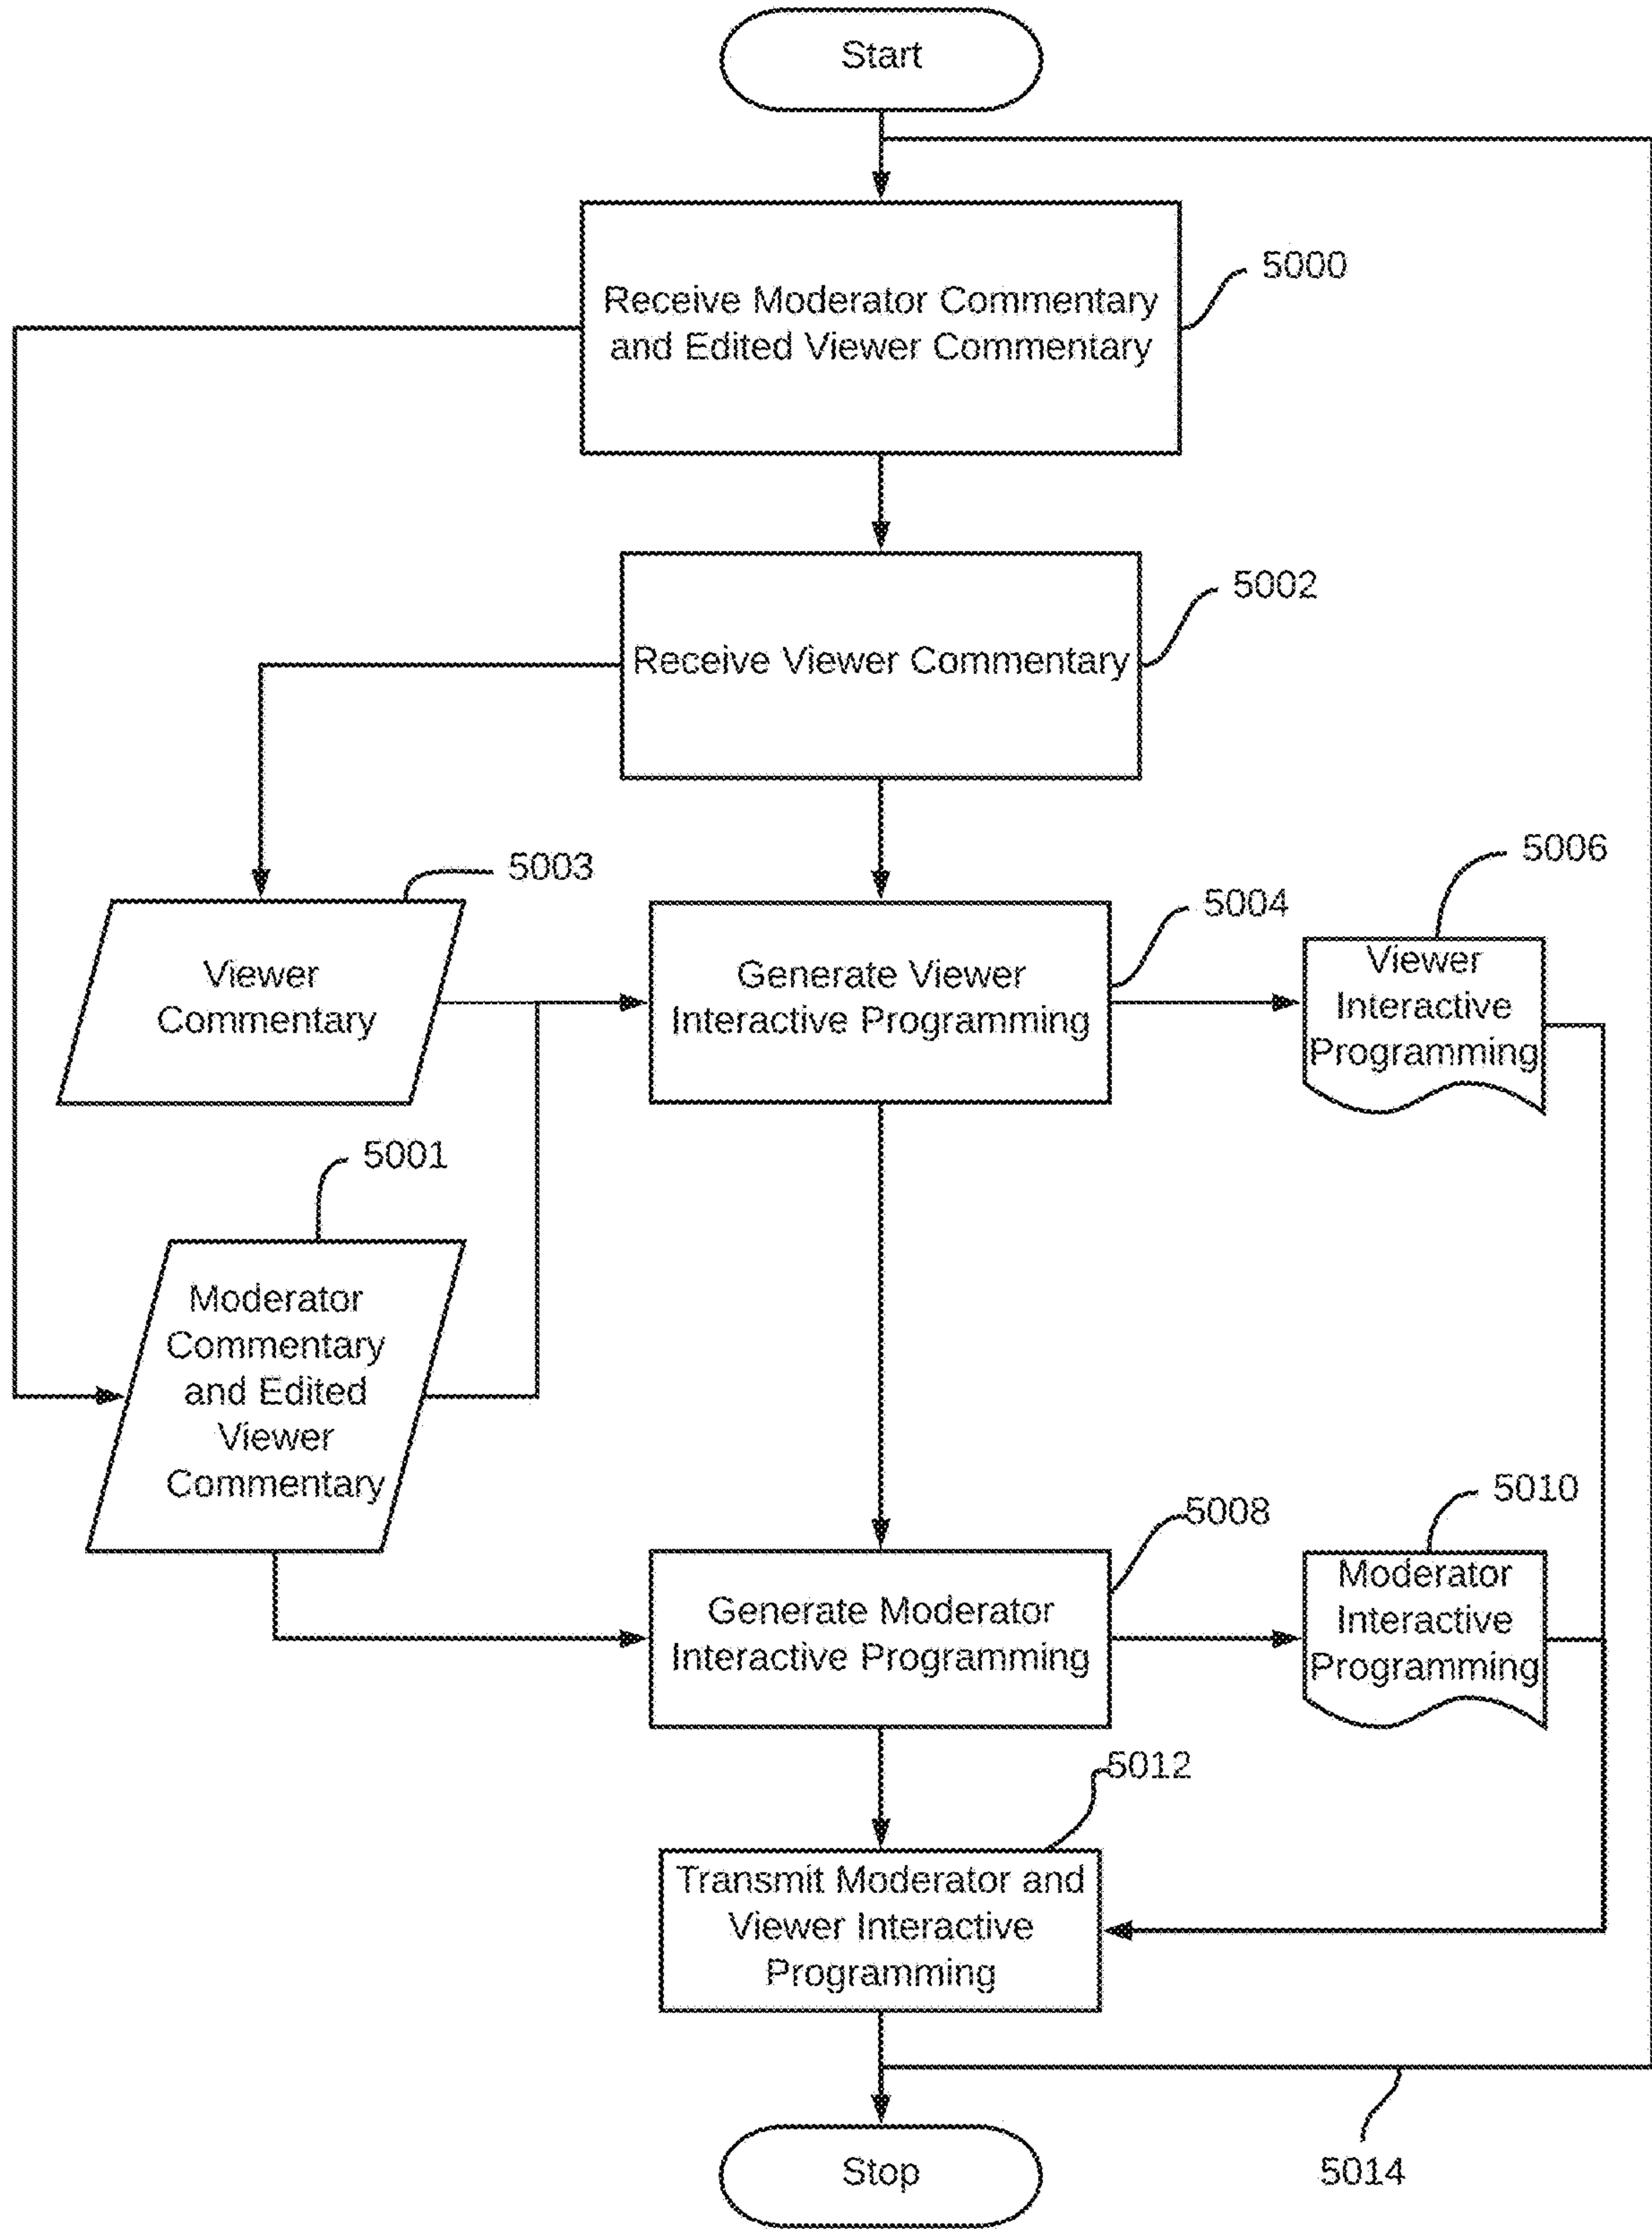 Start
5000
Receive Moderator Commentary
and Edited Viewer Commentary
5002
Receive Viewer Commentary
5003
Viewer
Commentary
5004
Generate Viewer
Interactive Programming
5006
Viewer
Interactive
Programming
5001
Moderator
Commentary
and Edited
Viewer
Commentary
5008
Generate Moderator
Interactive Programming
5010
Moderator
Interactive
Programming
5012
Transmit Moderator and
Viewer Interactive
Programming
5014
Stop